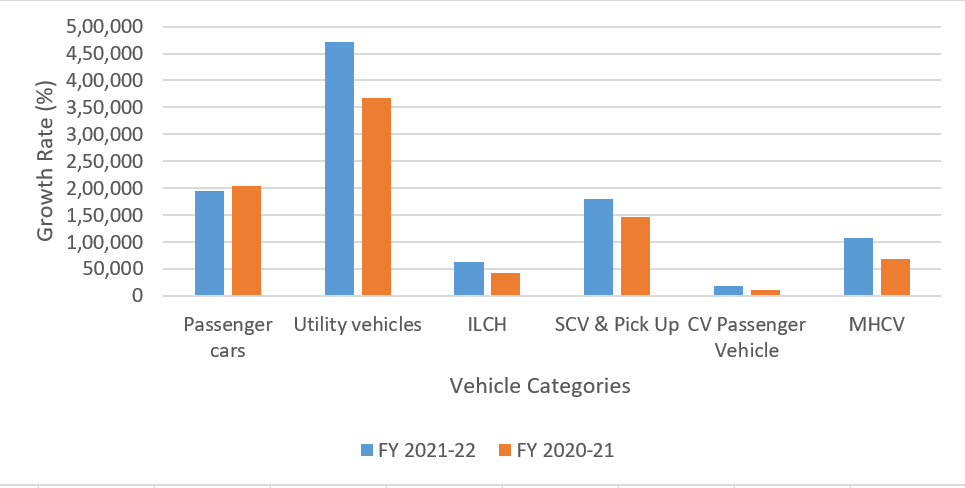 5,00,000
4,50,000
4,00,000
3,50,000
3,00,000
2,50,000
2,00,000
1,50,000
1,00,000
50,000
0
Growth Rate (%)
Passenger cars
Utility vehicles
ILCH
SCV & Pick Up
CV Passenger Vehicle
MHCV
Vehicle Categories
FY 2021-22
FY 2020-21